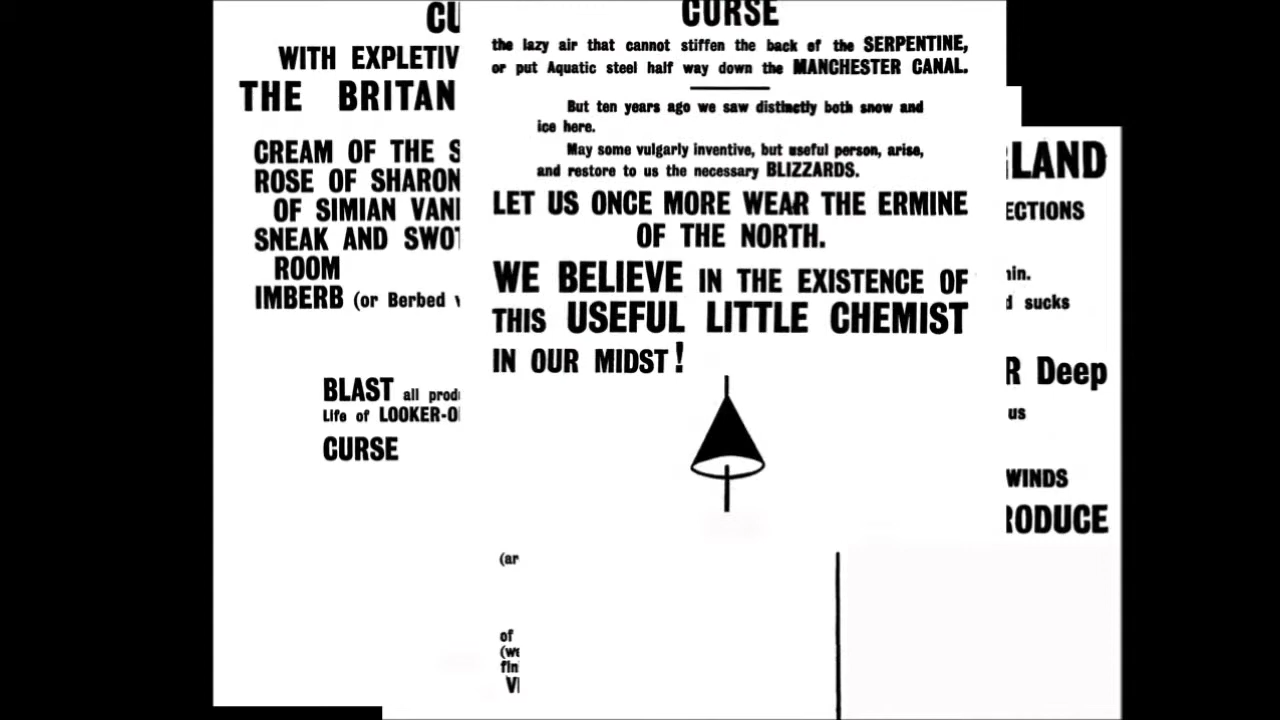 CURSE
WITH EXPLETIV
THE BRITAN
CREAM OF THE S
ROSE OF SHARON
OF SIMIAN VANI
SNEAK AND SWOT
ROOM
IMBERB (or Berbed
BLAST all prod
Life of LOOKER-O
CURSE
the lazy air that cannot stiffen the back of the SERPENTINE,
or put Aquatic steel half way down the MANCHESTER CANAL.
But ten years ago we saw distinctly both snow and
ice here.
May some vulgarly inventive, but useful person, arise,
and restore to us the necessary BLIZZARDS.
LET US ONCE MORE WEAR THE ERMINE
OF THE NORTH.
WE BELIEVE IN THE EXISTENCE OF
THIS USEFUL LITTLE CHEMIST
IN OUR MIDST!
(ar
of
(we
fin
LAND
ECTIONS
sucks
R Deep
us
WINDS
RODUCE